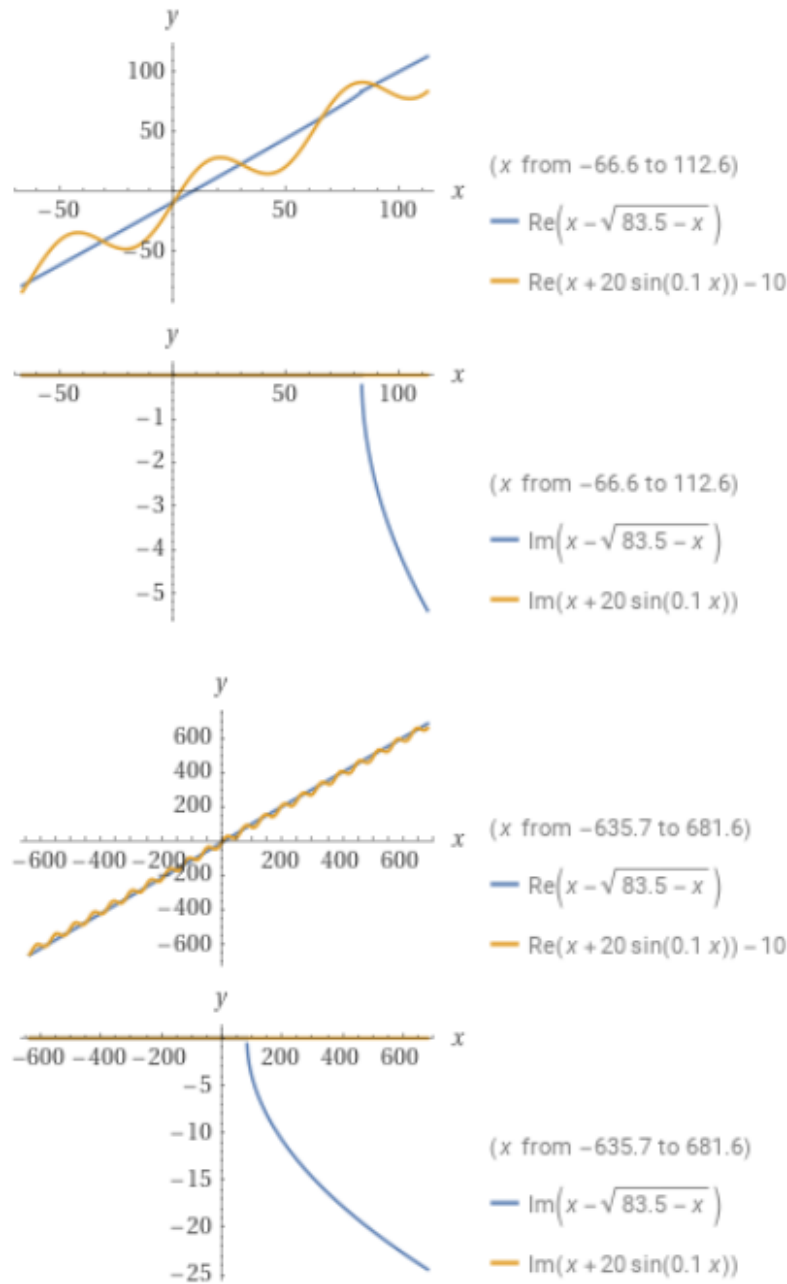 y
100
50
−50
50
100
x
−50
(x from −66.6 to 112.6)
Re(x−√83.5−x)
Re(x+20 sin(0.1 x))−10
y
−50
50
100
x
−1
−2
−3
−4
−5
(x from −66.6 to 112.6)
Im(x−√83.5−x)
Im(x+20 sin(0.1 x))
y
600
400
200
−600 −400 −200
200 400 600
x
−200
−400
−600
(x from −635.7 to 681.6)
Re(x−√83.5−x)
Re(x+20 sin(0.1 x))−10
y
−600 −400 −200
200 400 600
x
−5
−10
−15
−20
−25
(x from −635.7 to 681.6)
Im(x−√83.5−x)
Im(x+20 sin(0.1 x))